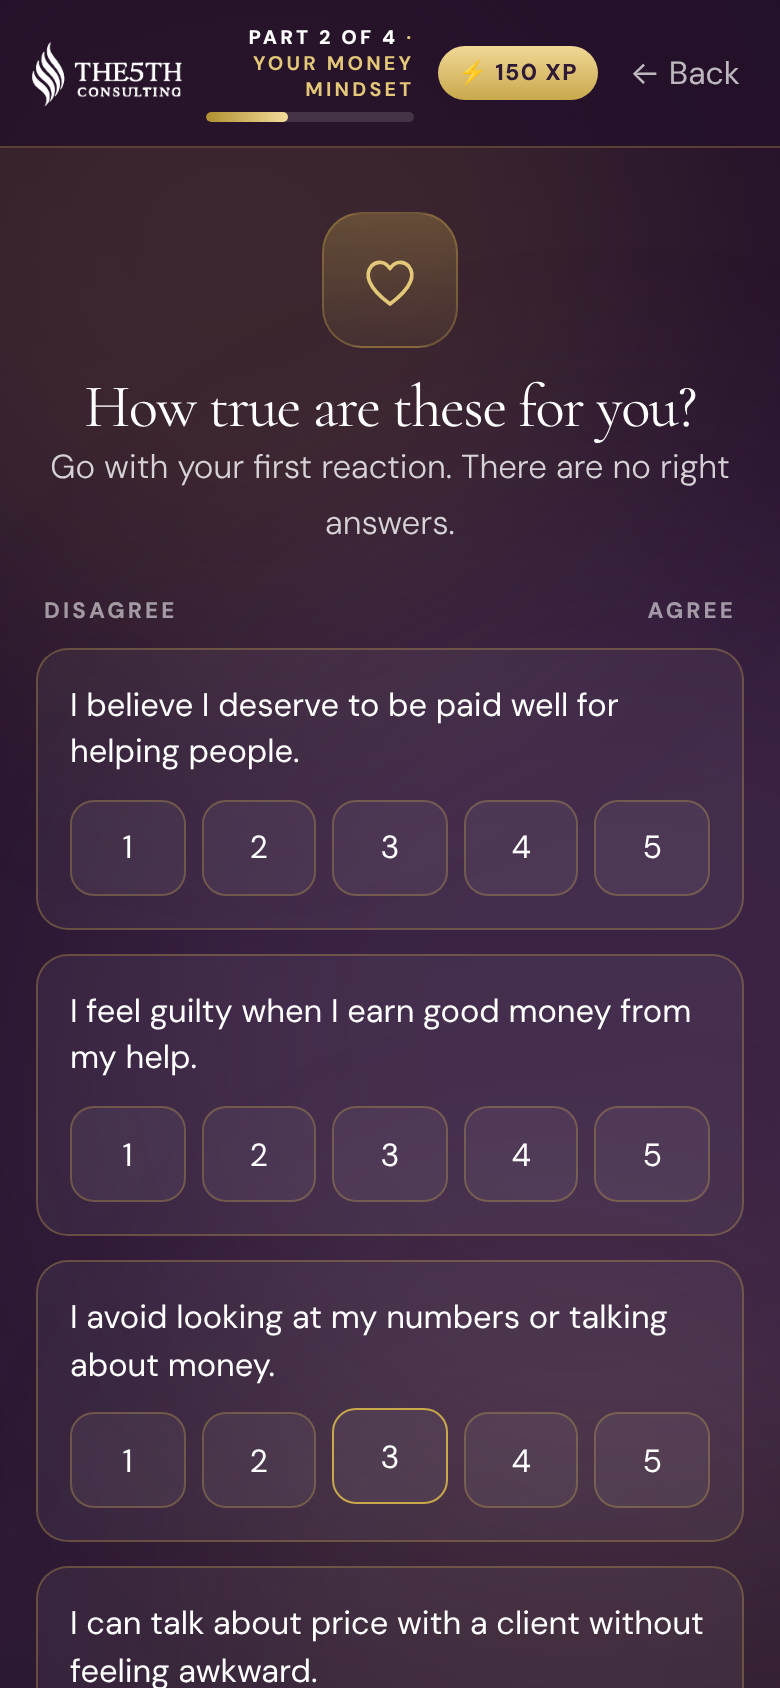 THE5TH
CONSULTING
PART 2 OF 4 ·
YOUR MONEY
MINDSET
⚡ 150 XP
← Back
How true are these for you?
Go with your first reaction. There are no right
answers.
DISAGREE
AGREE
I believe I deserve to be paid well for
helping people.
1 2 3 4 5
I feel guilty when I earn good money from
my help.
1 2 3 4 5
I avoid looking at my numbers or talking
about money.
1 2 3 4 5
I can talk about price with a client without
feeling awkward.